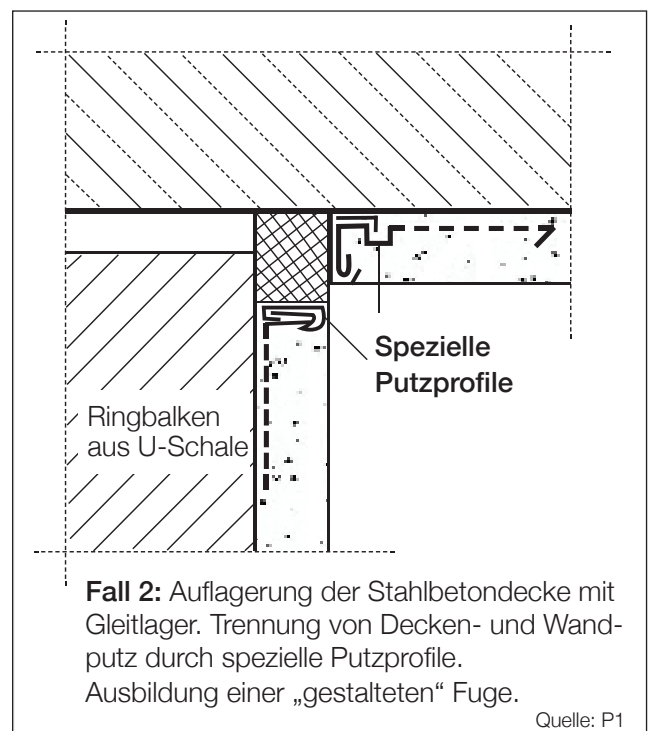 Spezielle
Putzprofile
Ringbalken
aus U-Schale
Fall 2: Auflagerung der Stahlbetondecke mit
Gleitlager. Trennung von Decken- und Wand-
putz durch spezielle Putzprofile.
Ausbildung einer „gestalteten“ Fuge.
Quelle: P1